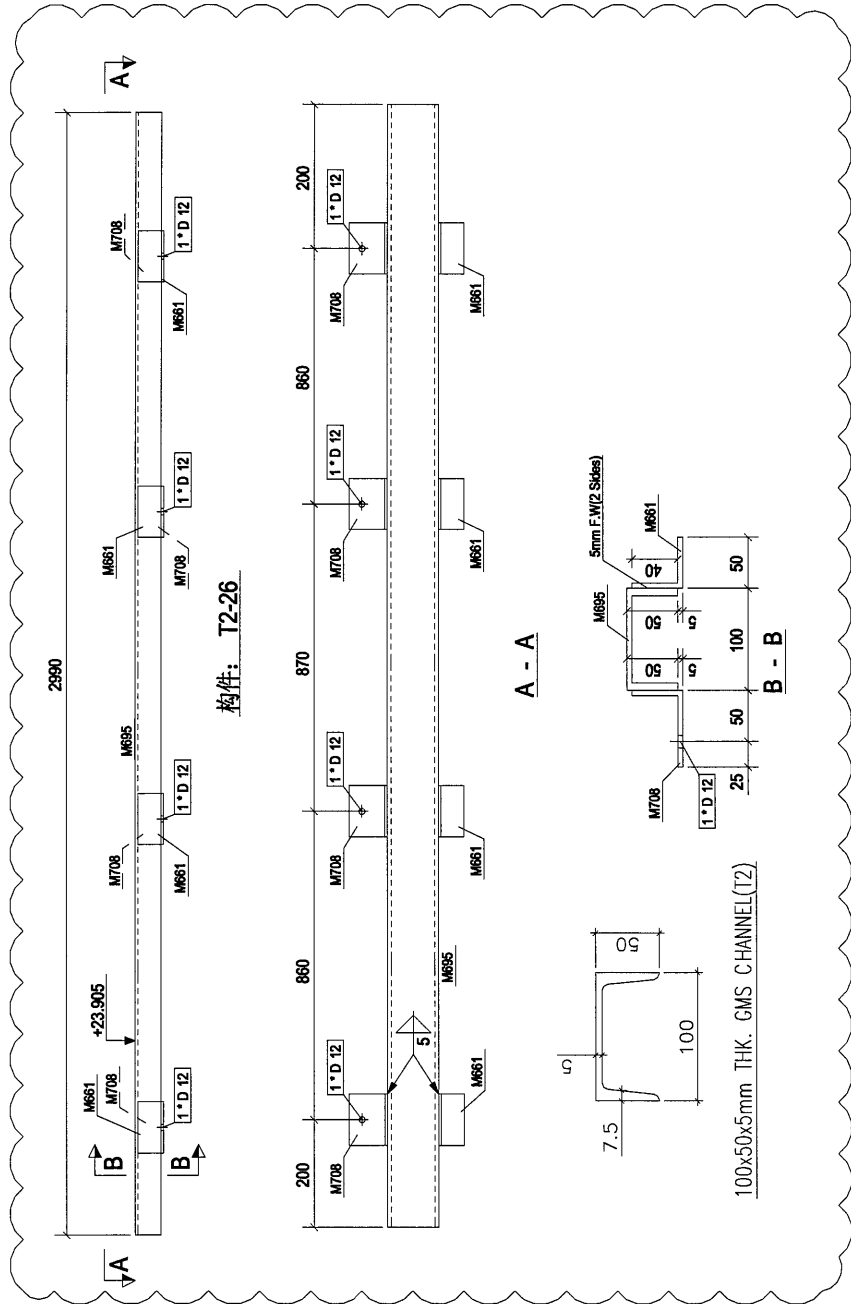 2990
A
A
B
B
M661
M708
1*D 12
+23.905
M708
M661
1*D 12
M695
M661
M708
1*D 12
M708
M661
1*D 12
构件: T2-26
200
860
870
860
200
M708
1*D 12
M708
1*D 12
M708
1*D 12
M708
1*D 12
5
M695
M661
M661
M661
M661
A - A
5
50
7.5
100
100x50x5mm THK. GMS CHANNEL(T2)
M695
5mm F.W(2 Sides)
50
50
40
5
5
M708
M661
1*D 12
25
50
100
50
B - B